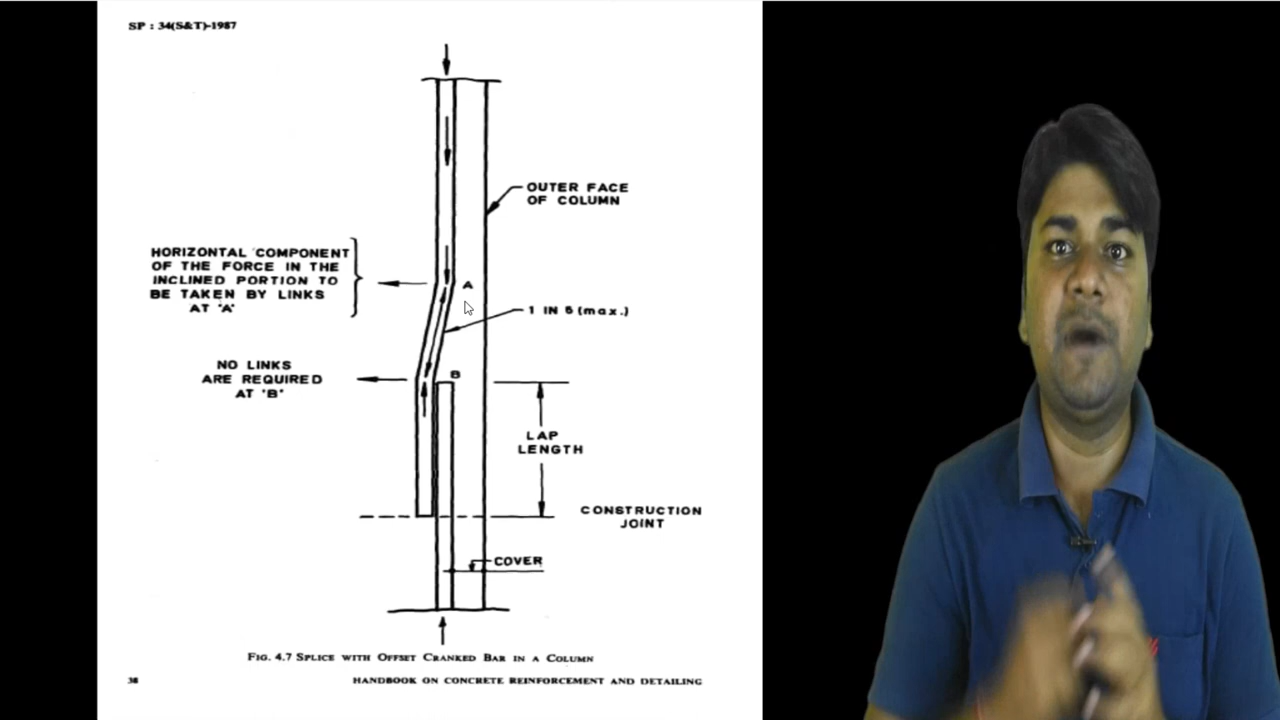 SP : 34(S&T)-1987
OUTER FACE
OF COLUMN
HORIZONTAL COMPONENT
OF THE FORCE IN THE
INCLINED PORTION TO
BE TAKEN BY LINKS
AT 'A'
A
1 IN 6 (max.)
NO LINKS
ARE REQUIRED
AT 'B'
B
LAP
LENGTH
CONSTRUCTION
JOINT
COVER
FIG. 4.7 SPLICE WITH OFFSET CRANKED BAR IN A COLUMN
38
HANDBOOK ON CONCRETE REINFORCEMENT AND DETAILING